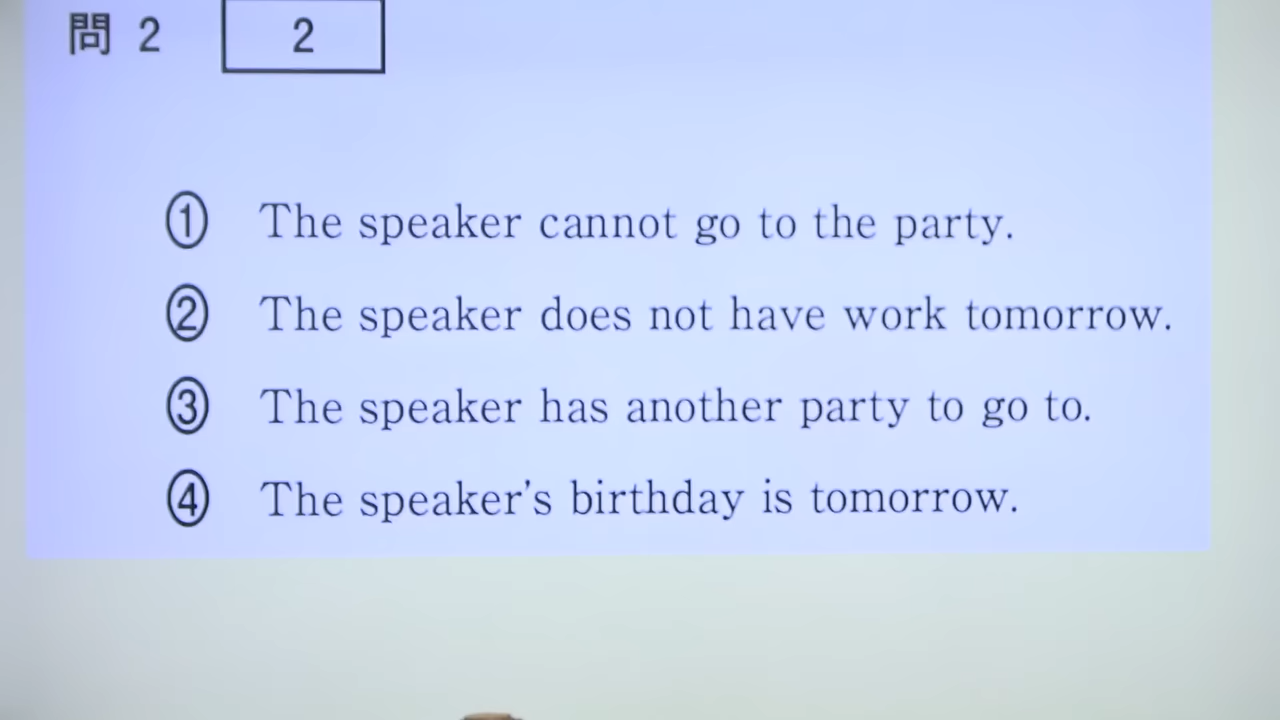 問 2 2
① The speaker cannot go to the party.
② The speaker does not have work tomorrow.
③ The speaker has another party to go to.
④ The speaker's birthday is tomorrow.